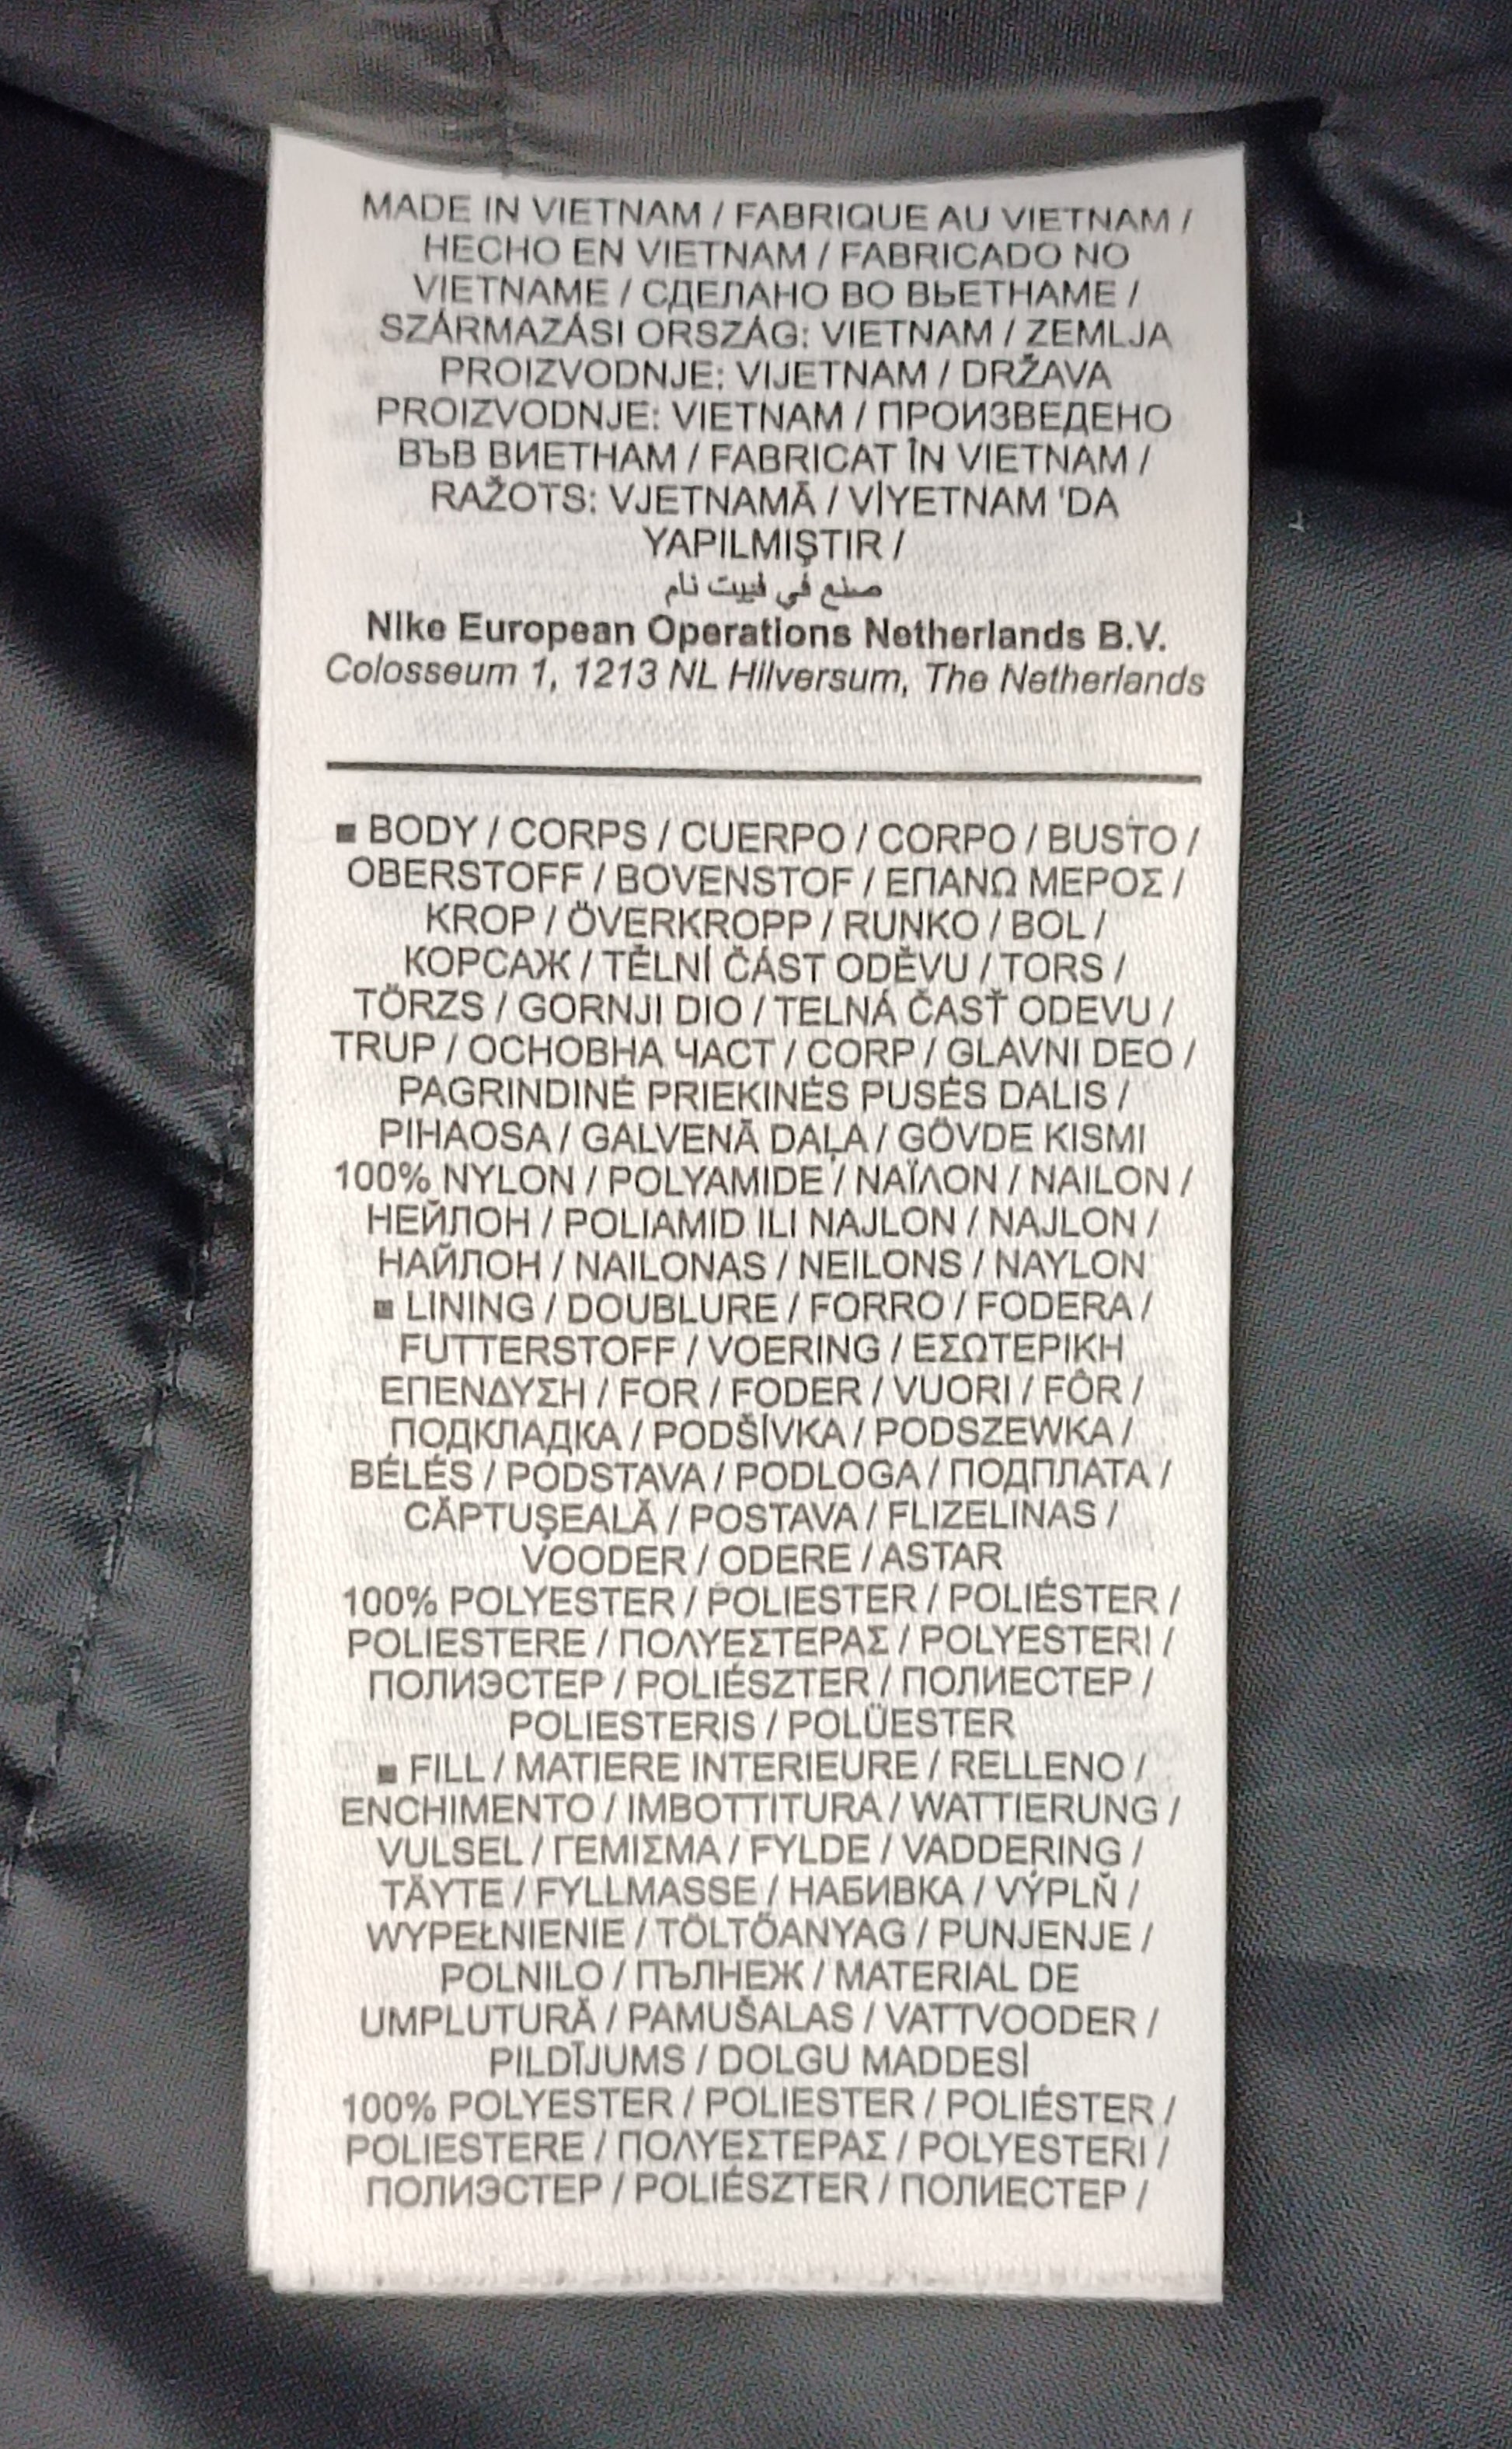 MADE IN VIETNAM / FABRIQUE AU VIETNAM /
HECHO EN VIETNAM / FABRICADO NO
VIETNAME / СДЕЛАНО ВО ВЬЕТНАМЕ /
SZÁRMAZÁSI ORSZÁG: VIETNAM / ZEMLJA
PROIZVODNJE: VIJETNAM / DRŽAVA
PROIZVODNJE: VIETNAM / ПРОИЗВЕДЕНО
ВЪВ ВИЕТНАМ / FABRICAT ÎN VIETNAM /
RAŽOTS: VJETNAMĀ / VİYETNAM 'DA
YAPILMIŞTIR /
صنع في فييت نام
Nike European Operations Netherlands B.V.
Colosseum 1, 1213 NL Hilversum, The Netherlands
■ BODY / CORPS / CUERPO / CORPO / BUSTO /
OBERSTOFF / BOVENSTOF / ΕΠΑΝΩ ΜΕΡΟΣ /
KROP / ÖVERKROPP / RUNKO / BOL /
КОРСАЖ / TĚLNÍ ČÁST ODĚVU / TORS /
TÖRZS / GORNJI DIO / TELNÁ ČASŤ ODEVU /
TRUP / ОСНОВНА ЧАСТ / CORP / GLAVNI DEO /
PAGRINDINĖ PRIEKINĖS PUSĖS DALIS /
PIHAOSA / GALVENĀ DAĻA / GÖVDE KISMI
100% NYLON / POLYAMIDE / ΝΑΪΛΟΝ / NAILON /
НЕЙЛОН / POLIAMID ILI NAJLON / NAJLON /
НАЙЛОН / NAILONAS / NEILONS / NAYLON
■ LINING / DOUBLURE / FORRO / FODERA /
FUTTERSTOFF / VOERING / ΕΣΩΤΕΡΙΚΗ
ΕΠΕΝΔΥΣΗ / FOR / FODER / VUORI / FÔR /
ПОДКЛАДКА / PODŠÍVKA / PODSZEWKA /
BÉLÉS / PODSTAVA / PODLOGA / ПОДПЛАТА /
CĂPTUŞEALĂ / POSTAVA / FLIZELINAS /
VOODER / ODERE / ASTAR
100% POLYESTER / POLIESTER / POLIÉSTER /
POLIESTERE / ΠΟΛΥΕΣΤΕΡΑΣ / POLYESTERI /
ПОЛИЭСТЕР / POLIÉSZTER / ПОЛИЕСТЕР /
POLIESTERIS / POLÜESTER
■ FILL / MATIERE INTERIEURE / RELLENO /
ENCHIMENTO / IMBOTTITURA / WATTIERUNG /
VULSEL / ΓΕΜΙΣΜΑ / FYLDE / VADDERING /
TÄYTE / FYLLMASSE / НАБИВКА / VÝPLŇ /
WYPEŁNIENIE / TÖLTŐANYAG / PUNJENJE /
POLNILO / ПЪЛНЕЖ / MATERIAL DE
UMPLUTURĂ / PAMUŠALAS / VATTVOODER /
PILDĪJUMS / DOLGU MADDESİ
100% POLYESTER / POLIESTER / POLIÉSTER /
POLIESTERE / ΠΟΛΥΕΣΤΕΡΑΣ / POLYESTERI /
ПОЛИЭСТЕР / POLIÉSZTER / ПОЛИЕСТЕР /